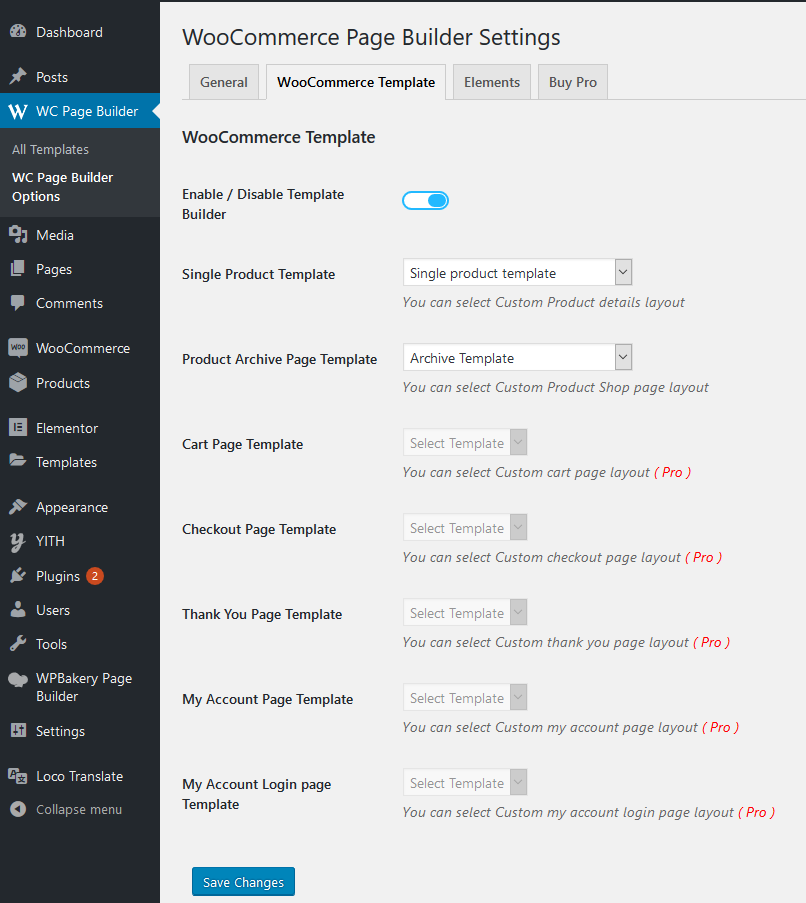 Dashboard
Posts
WC Page Builder
All Templates
WC Page Builder
Options
Media
Pages
Comments
WOO
WooCommerce
Products
Elementor
Templates
Appearance
YITH
Plugins 2
Users
Tools
WPBakery Page
Builder
Settings
Loco Translate
Collapse menu
WooCommerce Page Builder Settings
General
WooCommerce Template
Elements
Buy Pro
WooCommerce Template
Enable / Disable Template
Builder
Single Product Template
Single product template
You can select Custom Product details layout
Product Archive Page Template
Archive Template
You can select Custom Product Shop page layout
Cart Page Template
Select Template
You can select Custom cart page layout ( Pro )
Checkout Page Template
Select Template
You can select Custom checkout page layout ( Pro )
Thank You Page Template
Select Template
You can select Custom thank you page layout ( Pro )
My Account Page Template
Select Template
You can select Custom my account page layout ( Pro )
My Account Login page
Template
Select Template
You can select Custom my account login page layout ( Pro )
Save Changes